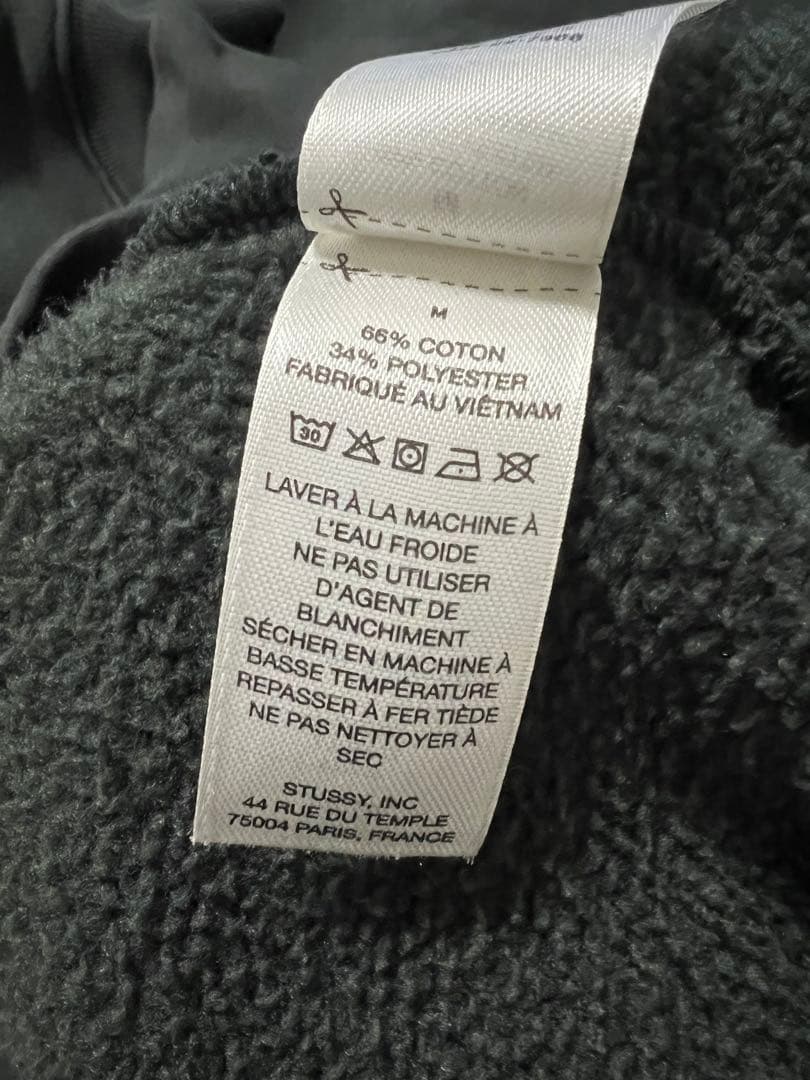 M
66% COTON
34% POLYESTER
FABRIQUÉ AU VIÊTNAM
30
LAVER À LA MACHINE À
L'EAU FROIDE
NE PAS UTILISER
D'AGENT DE
BLANCHIMENT
SÉCHER EN MACHINE À
BASSE TEMPÉRATURE
REPASSER À FER TIÈDE
NE PAS NETTOYER À
SEC
STUSSY, INC
44 RUE DU TEMPLE
75004 PARIS, FRANCE